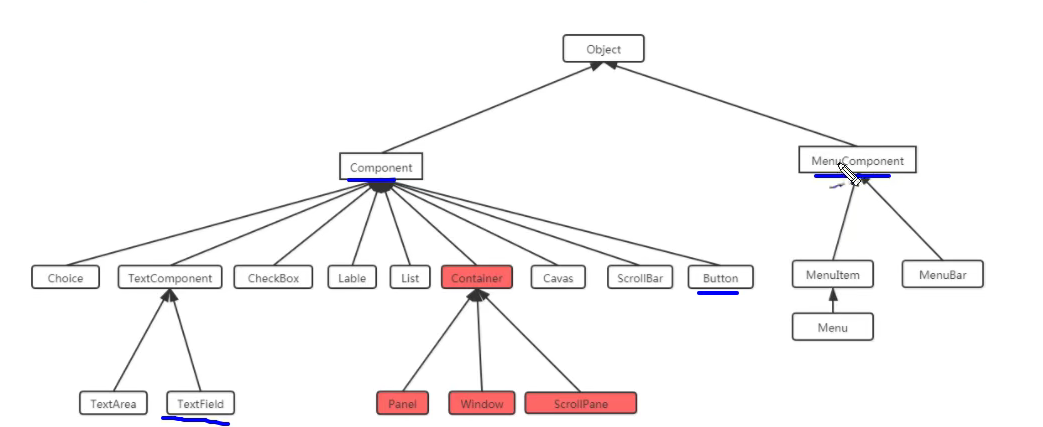 Object
Component
MenuComponent
Choice
TextComponent
CheckBox
Lable
List
Container
Cavas
ScrollBar
Button
MenuItem
MenuBar
Menu
TextArea
TextField
Panel
Window
ScrollPane